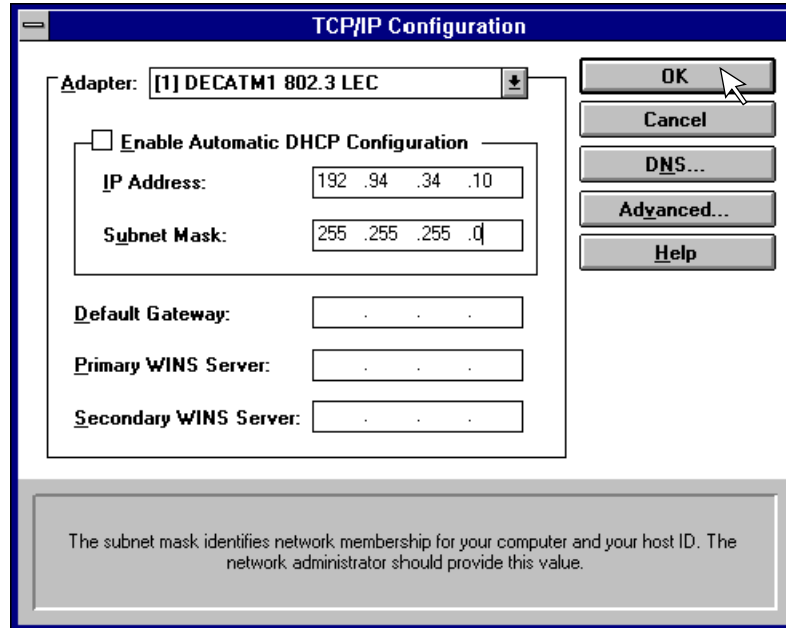 TCP/IP Configuration
Adapter: [1] DECATM1 802.3 LEC
Enable Automatic DHCP Configuration
IP Address: 192 .94 .34 .10
Subnet Mask: 255 .255 .255 .0
Default Gateway: . . .
Primary WINS Server: . . .
Secondary WINS Server: . . .
OK
Cancel
DNS...
Advanced...
Help
The subnet mask identifies network membership for your computer and your host ID. The
network administrator should provide this value.